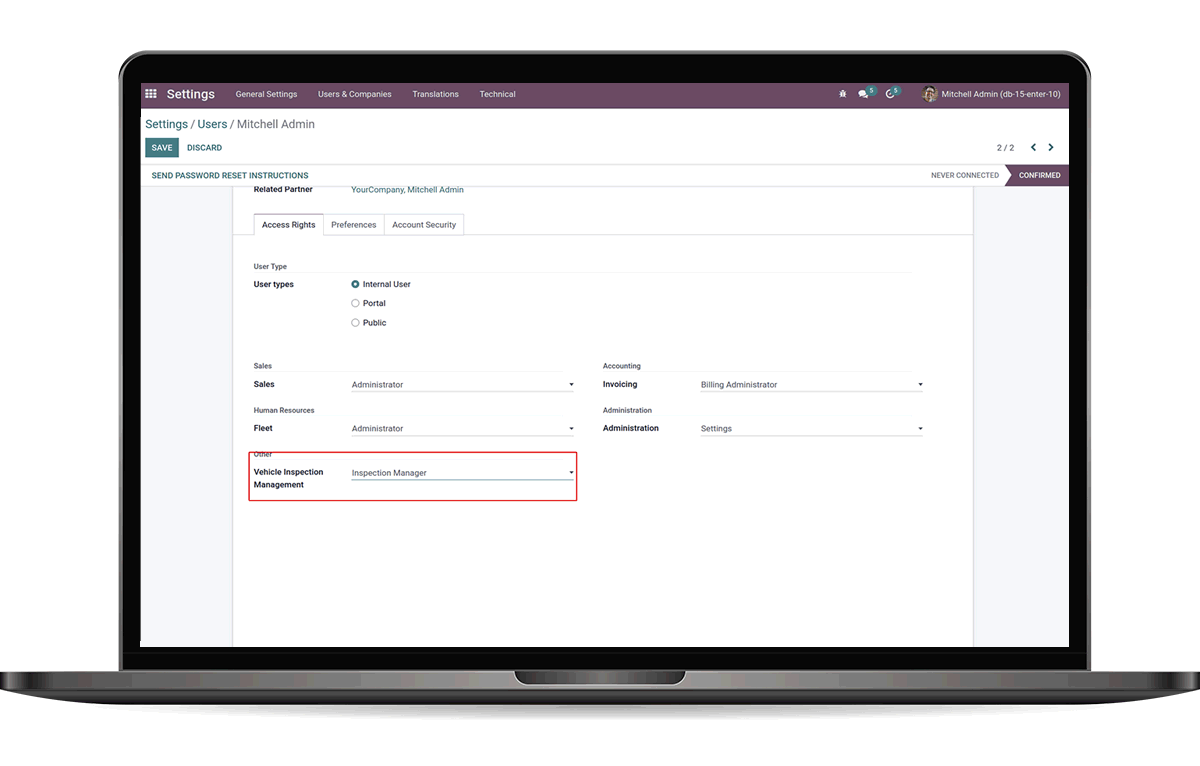 Settings General Settings Users & Companies Translations Technical 5 5 Mitchell Admin (db-15-enter-10)
Settings / Users / Mitchell Admin
SAVE DISCARD 2 / 2
SEND PASSWORD RESET INSTRUCTIONS NEVER CONNECTED CONFIRMED
Related Partner YourCompany, Mitchell Admin
Access Rights Preferences Account Security
User Type
User types Internal User
Portal
Public
Sales Accounting
Sales Administrator Invoicing Billing Administrator
Human Resources Administration
Fleet Administrator Administration Settings
Other
Vehicle Inspection Inspection Manager
Management